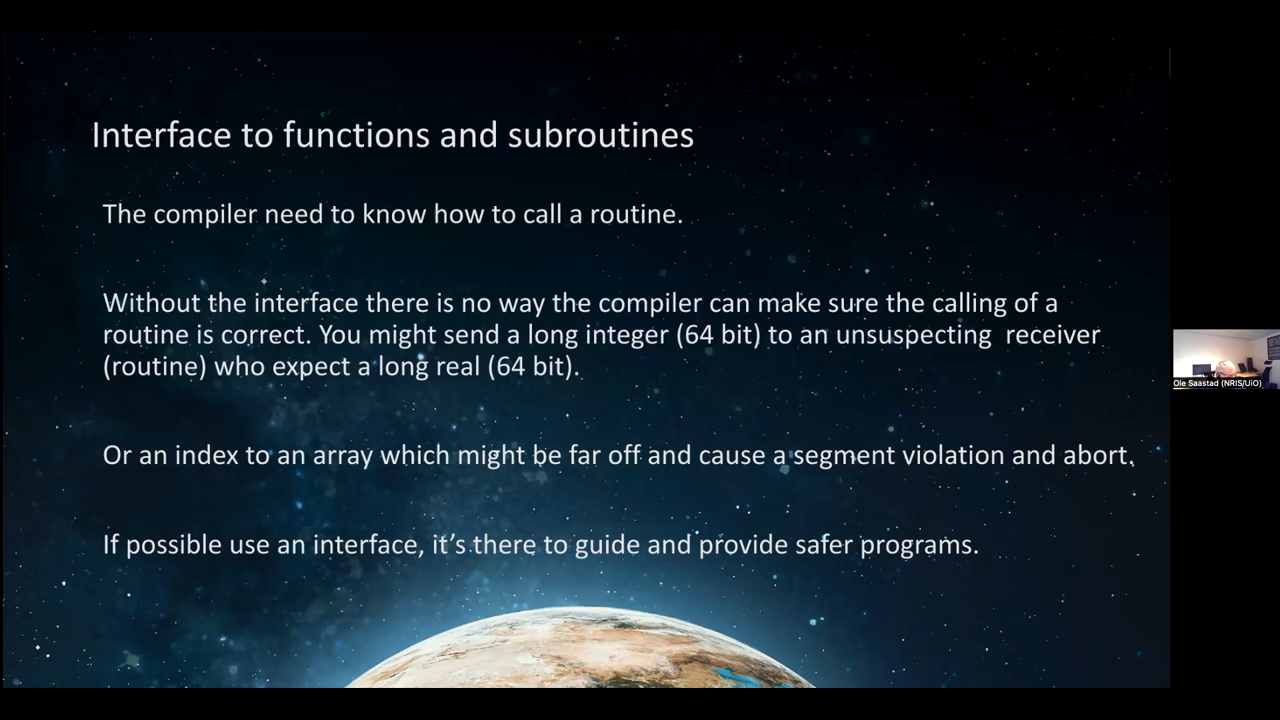 Interface to functions and subroutines
The compiler need to know how to call a routine.
Without the interface there is no way the compiler can make sure the calling of a
routine is correct. You might send a long integer (64 bit) to an unsuspecting  receiver
(routine) who expect a long real (64 bit).
Or an index to an array which might be far off and cause a segment violation and abort.
If possible use an interface, it’s there to guide and provide safer programs.
Ole Saastad (NRIS/UiO)